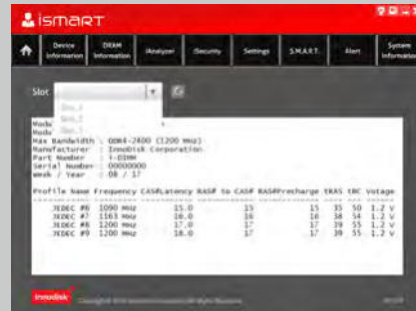 iSMART
Device Information
DRAM Information
iAnalyzer
iSecurity
Settings
S.M.A.R.T.
Alert
System Information
Slot
Max Bandwidth : DDR4-2400 (1200 MHz)
Manufacturer : InnoDisk Corporation
Part Number : I-DIMM
Serial Number : 00000000
Week / Year : 08 / 17
Profile Name Frequency CAS#Latency RAS# to CAS# RAS#Precharge tRAS tRC Votage
JEDEC #6 1090 MHz 15.0 15 15 35 50 1.2 V
JEDEC #7 1163 MHz 16.0 16 16 38 54 1.2 V
JEDEC #8 1200 MHz 17.0 17 17 39 55 1.2 V
JEDEC #9 1200 MHz 18.0 17 17 39 55 1.2 V
innodisk